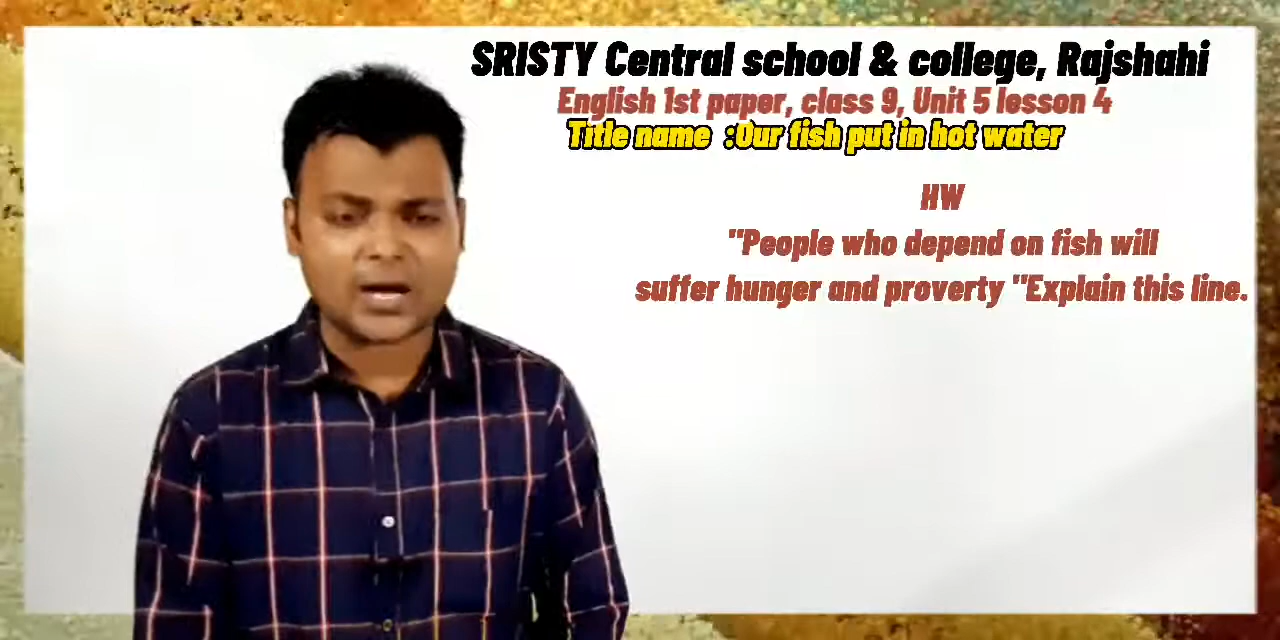 SRISTY Central school & college, Rajshahi
English 1st paper, class 9, Unit 5 lesson 4
Title name :Our fish put in hot water
HW
"People who depend on fish will
suffer hunger and proverty "Explain this line.